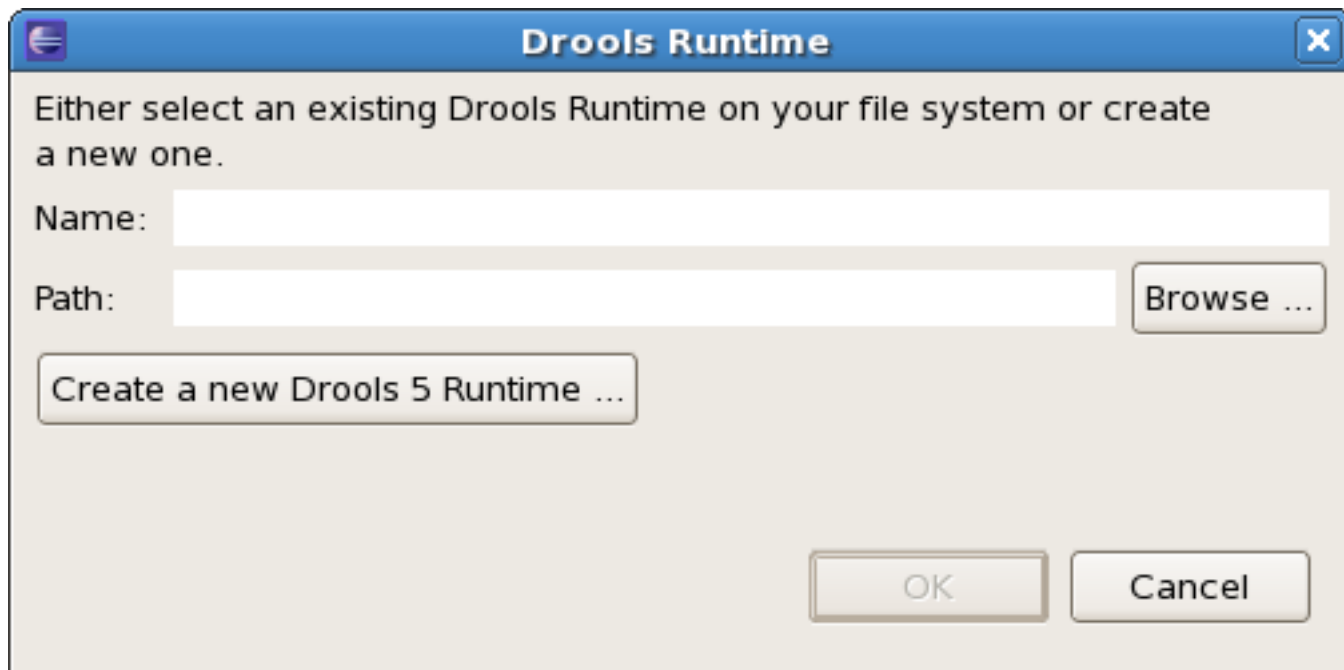 Drools Runtime
Either select an existing Drools Runtime on your file system or create
a new one.
Name:
Path:
Browse ...
Create a new Drools 5 Runtime ...
OK
Cancel